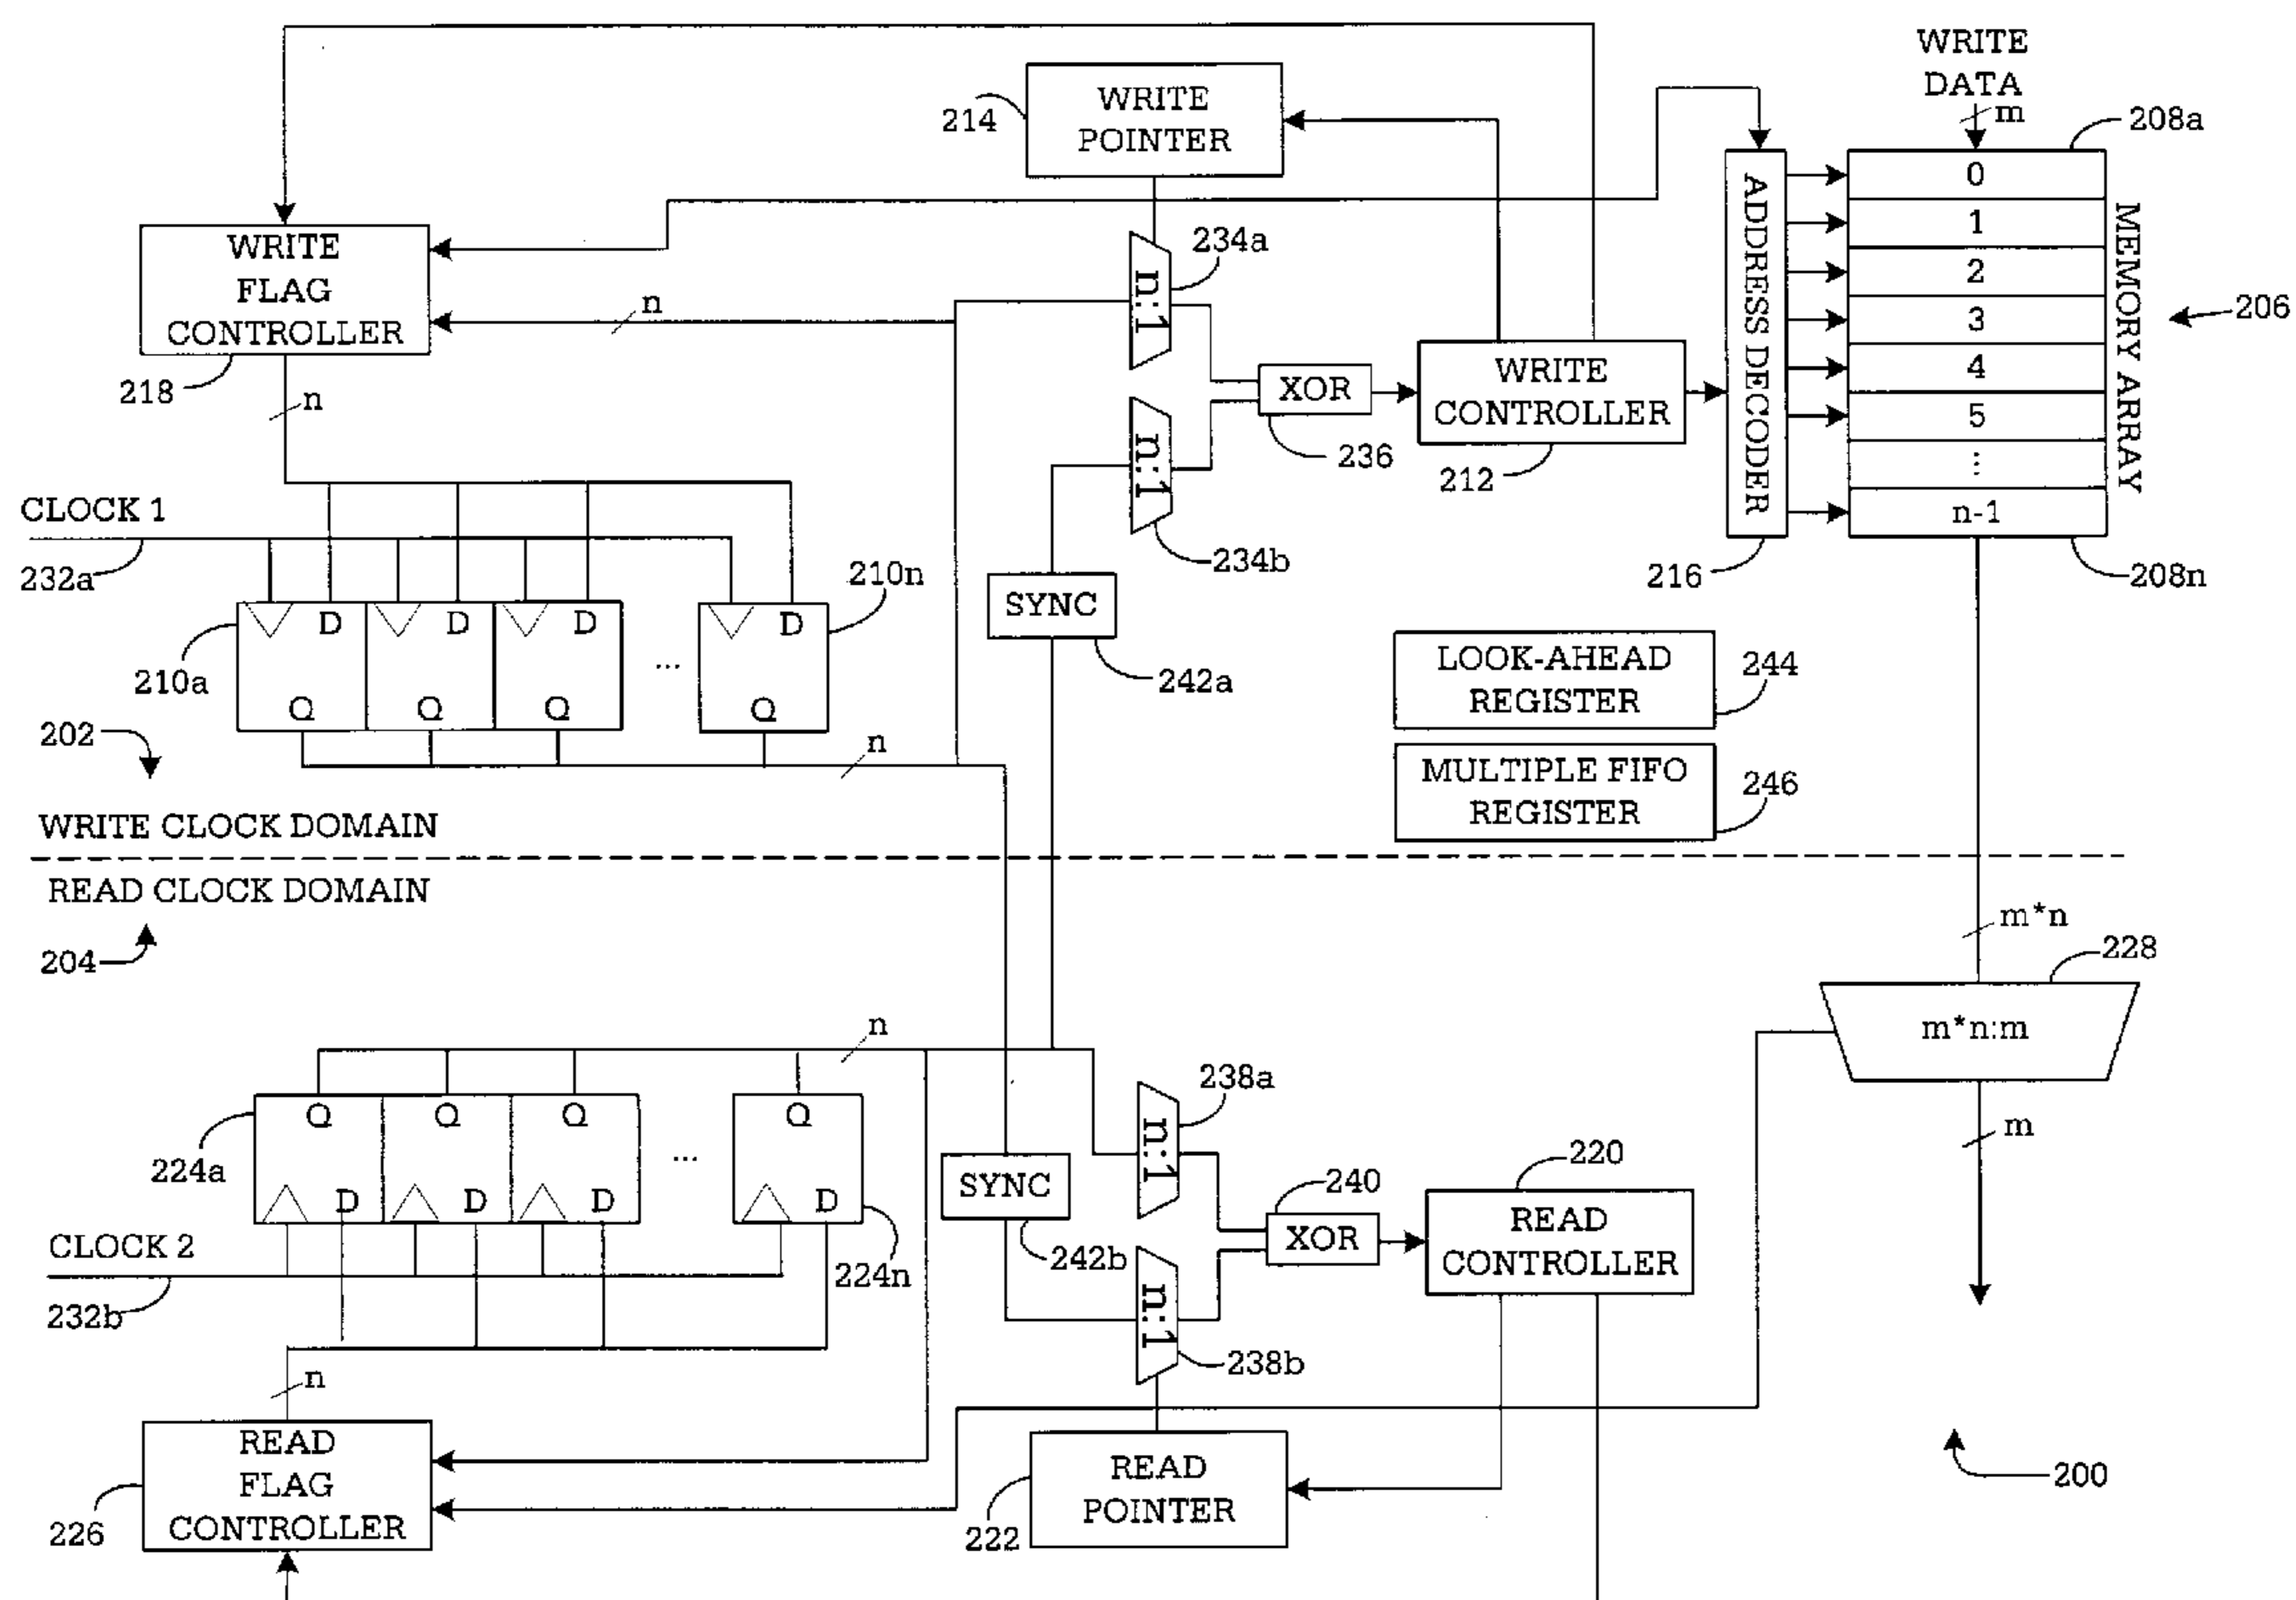 WRITE
DATA
m
208a
WRITE
POINTER
214
WRITE
FLAG
CONTROLLER
218
n
n
234a
n:1
n:1
234b
XOR
236
WRITE
CONTROLLER
212
ADDRESS DECODER
216
0
1
2
3
4
5
⋮
n-1
MEMORY ARRAY
206
208n
CLOCK 1
232a
D
D
D
D
Q
Q
Q
Q
...
210a
210n
n
SYNC
242a
LOOK-AHEAD
REGISTER
244
MULTIPLE FIFO
REGISTER
246
202
WRITE CLOCK DOMAIN
READ CLOCK DOMAIN
204
m*n
228
m*n:m
m
n
Q
Q
Q
Q
D
D
D
D
...
224a
224n
CLOCK 2
232b
SYNC
242b
238a
n:1
n:1
238b
240
XOR
220
READ
CONTROLLER
n
READ
FLAG
CONTROLLER
226
READ
POINTER
222
200